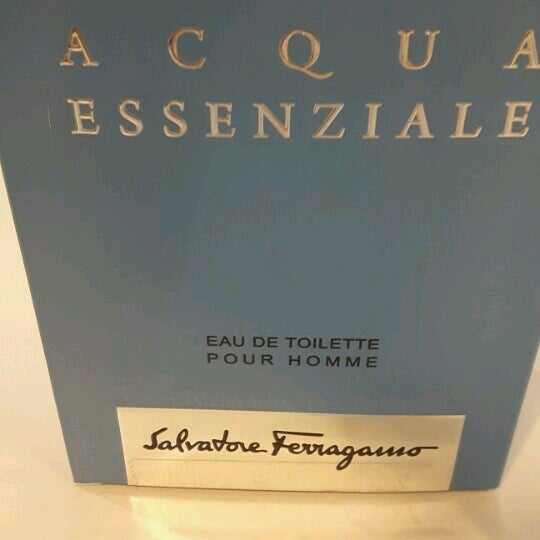 ACQUA
ESSENZIALE
EAU DE TOILETTE
POUR HOMME
Salvatore Ferragamo